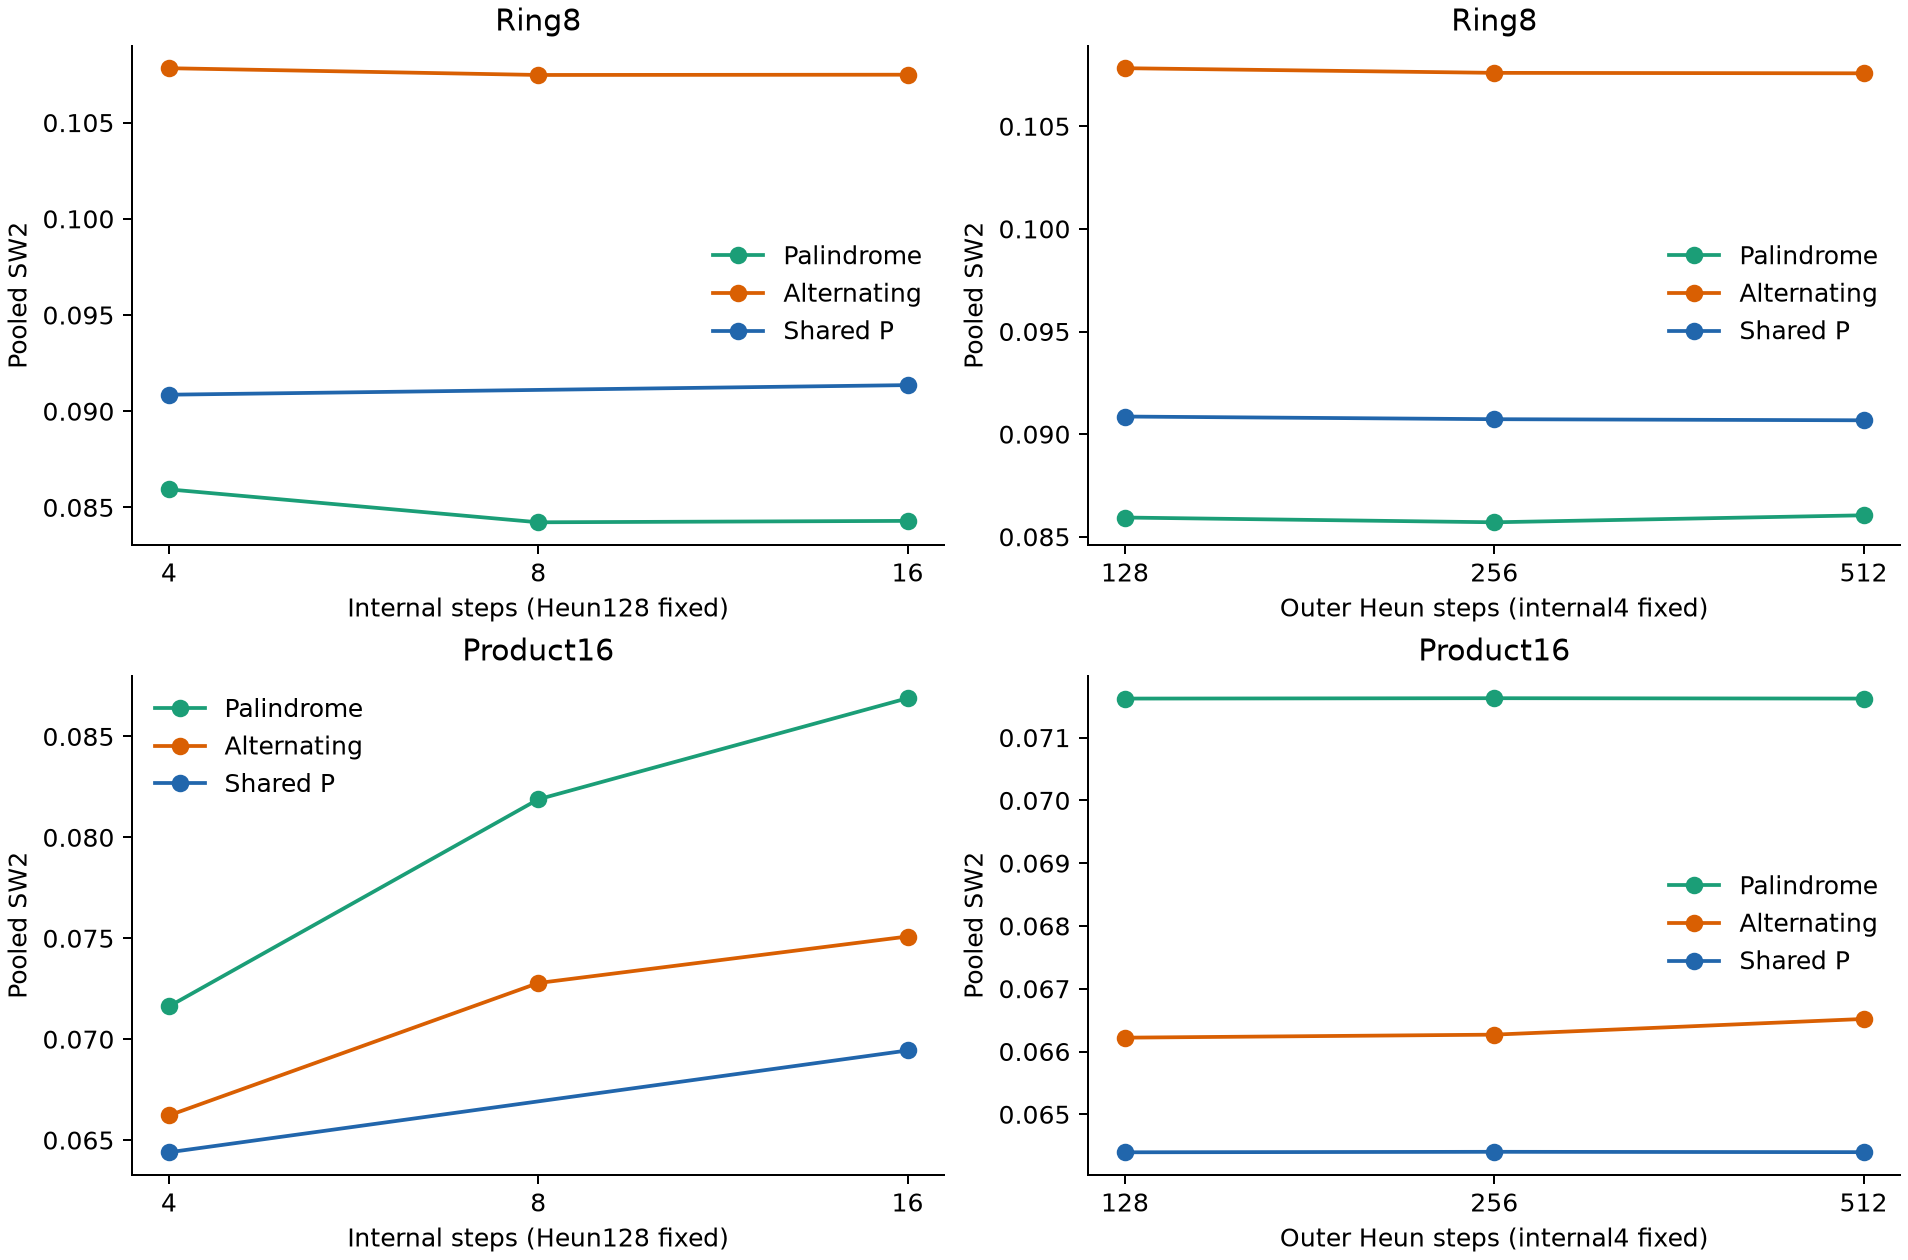 Ring8
Pooled SW2
0.105
0.100
0.095
0.090
0.085
Palindrome
Alternating
Shared P
4
8
16
Internal steps (Heun128 fixed)
Ring8
Pooled SW2
0.105
0.100
0.095
0.090
0.085
Palindrome
Alternating
Shared P
128
256
512
Outer Heun steps (internal4 fixed)
Product16
Pooled SW2
0.085
0.080
0.075
0.070
0.065
Palindrome
Alternating
Shared P
4
8
16
Internal steps (Heun128 fixed)
Product16
Pooled SW2
0.071
0.070
0.069
0.068
0.067
0.066
0.065
Palindrome
Alternating
Shared P
128
256
512
Outer Heun steps (internal4 fixed)